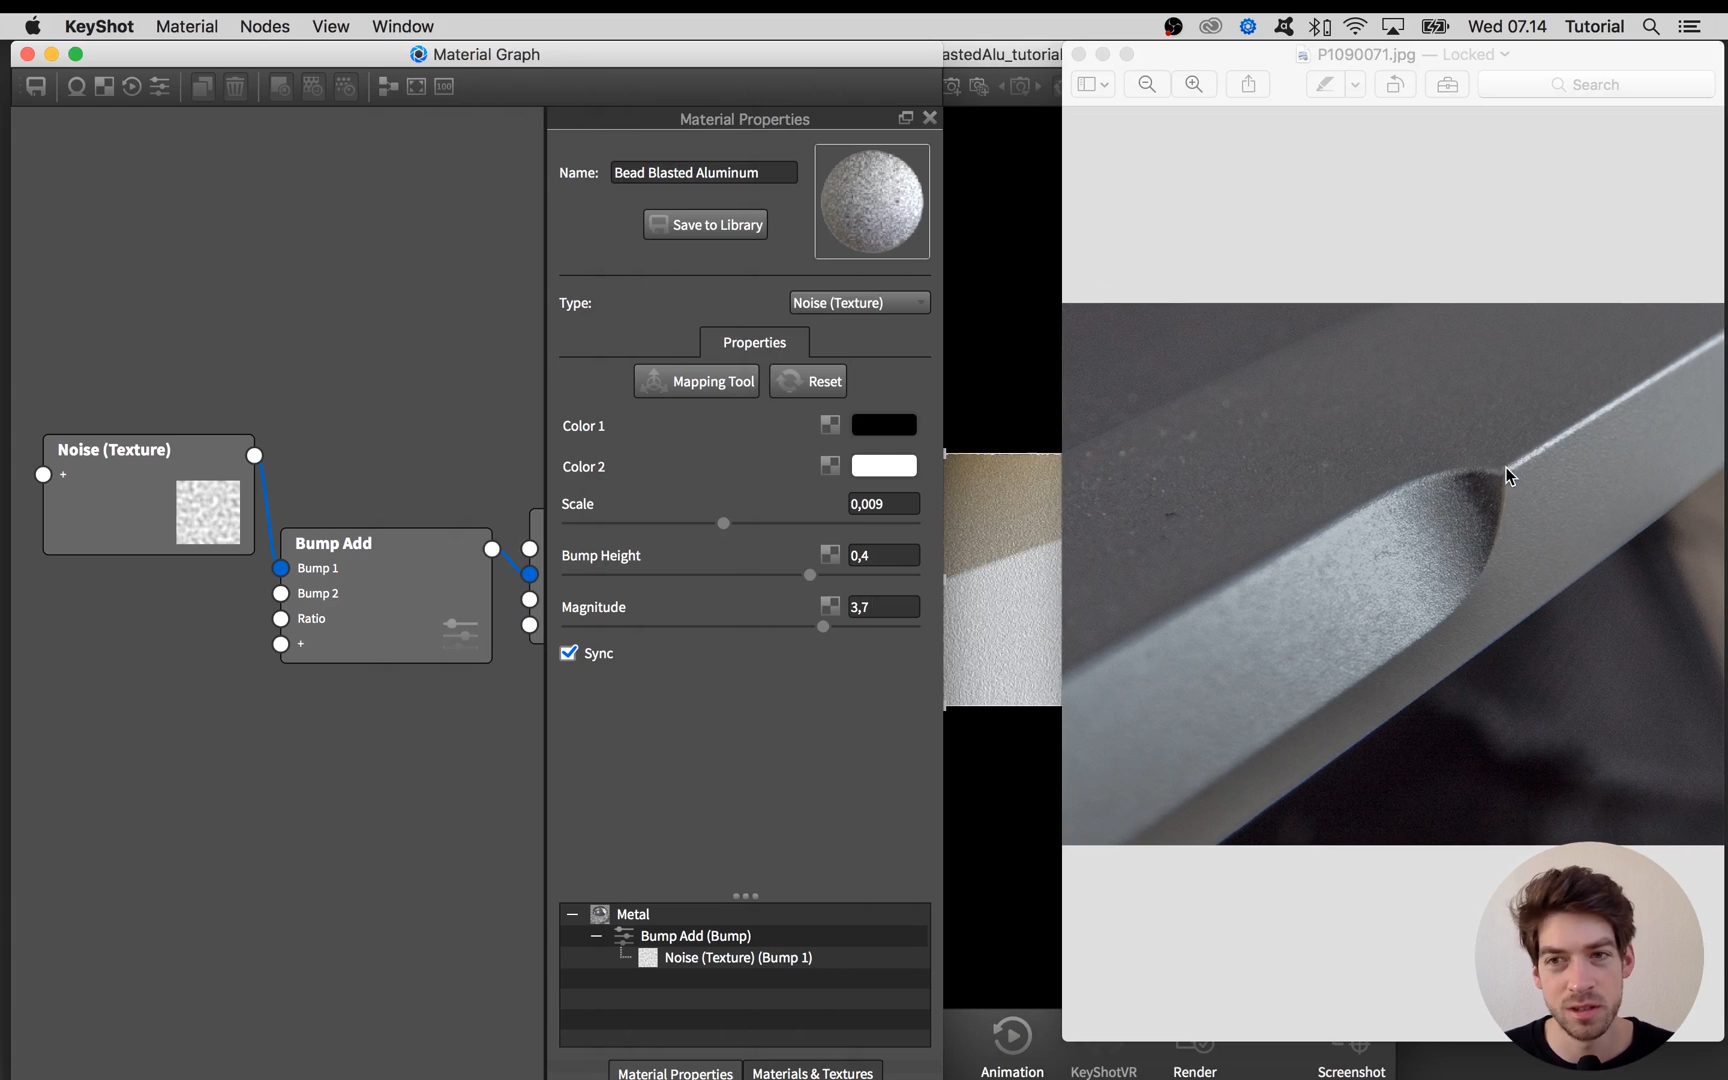 KeyShot Material Nodes View Window Wed 07.14 Tutorial
Material Graph astedAlu_tutorial P1090071.jpg — Locked
100 Search
Material Properties
Name: Bead Blasted Aluminum
Save to Library
Type: Noise (Texture)
Properties
Mapping Tool Reset
Color 1
Color 2
Scale 0,009
Bump Height 0,4
Magnitude 3,7
Sync
Noise (Texture)
+
Bump Add
Bump 1
Bump 2
Ratio
+
Metal
Bump Add (Bump)
Noise (Texture) (Bump 1)
Material Properties Materials & Textures
Animation KeyShotVR Render Screenshot